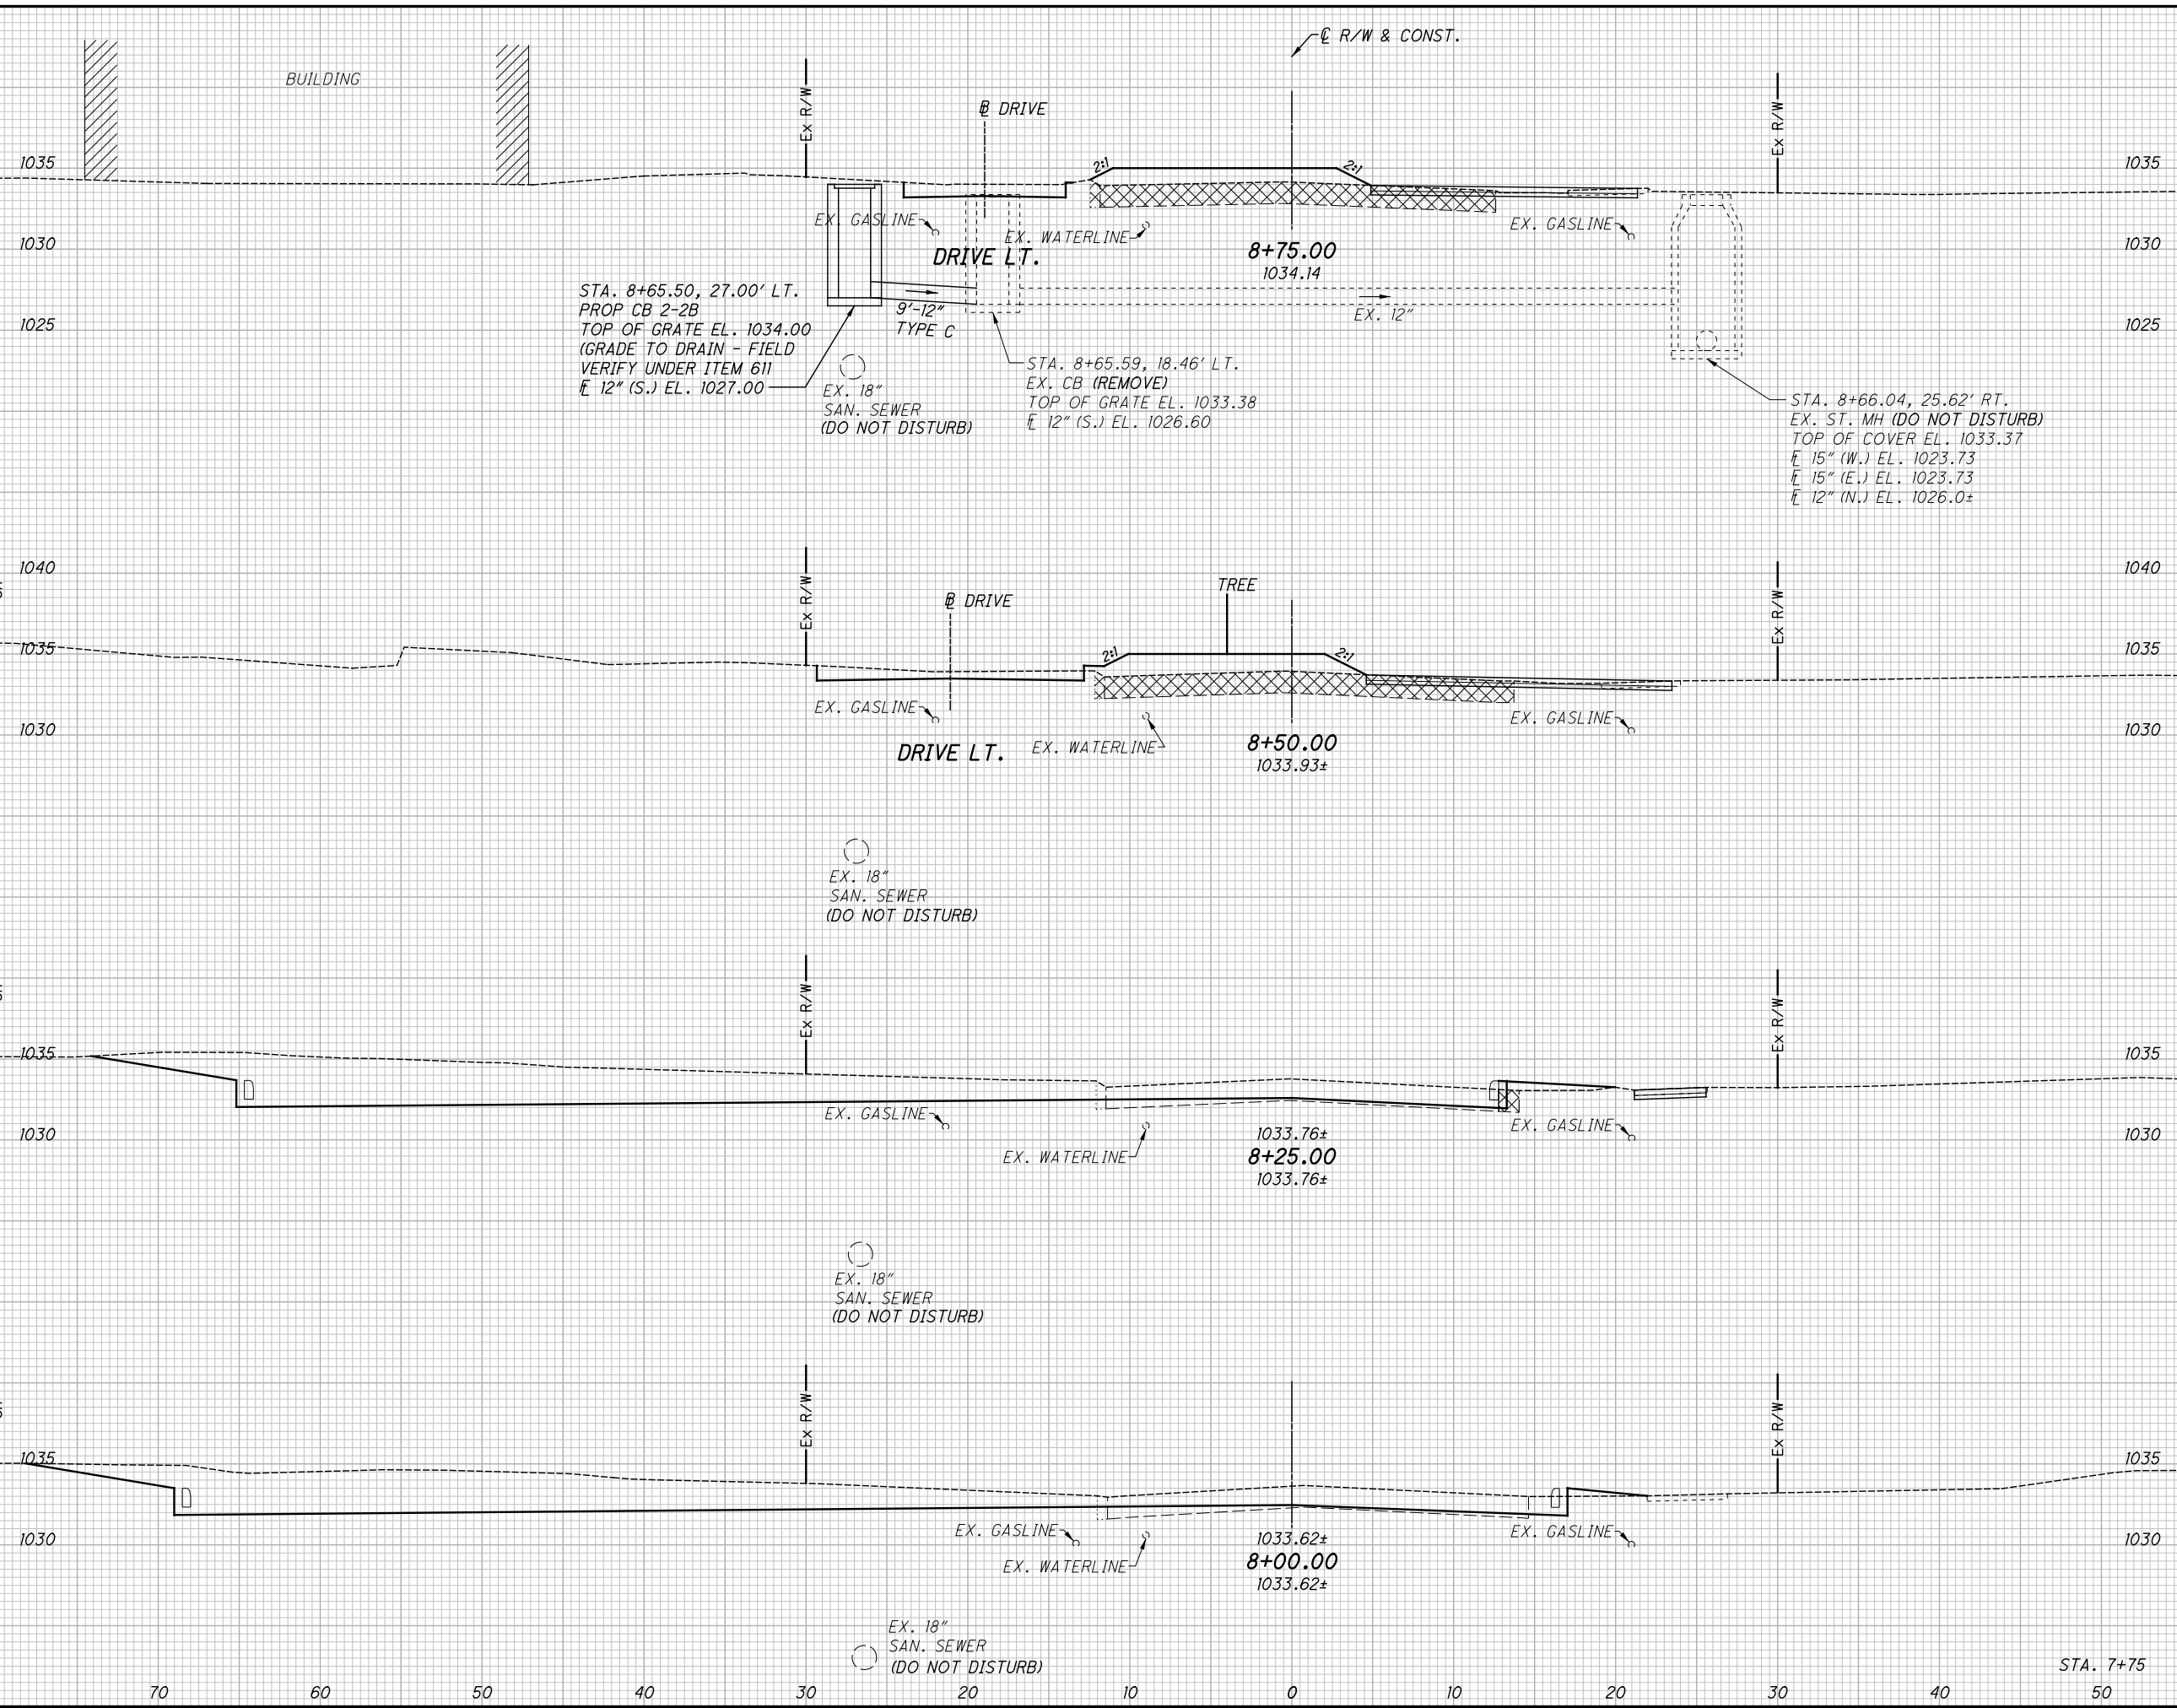 ℄ R/W & CONST.
BUILDING
Ex R/W
℄ DRIVE
Ex R/W
1035
2:1
2:1
1035
EX. GASLINE
EX. WATERLINE
EX. GASLINE
1030
DRIVE LT.
8+75.00
1030
1034.14
STA. 8+65.50, 27.00' LT.
PROP CB 2-2B
TOP OF GRATE EL. 1034.00
(GRADE TO DRAIN - FIELD
VERIFY UNDER ITEM 611
℄ 12" (S.) EL. 1027.00
9'-12"
TYPE C
EX. 12"
1025
1025
EX. 18"
SAN. SEWER
(DO NOT DISTURB)
STA. 8+65.59, 18.46' LT.
EX. CB (REMOVE)
TOP OF GRATE EL. 1033.38
12" (S.) EL. 1026.60
STA. 8+66.04, 25.62' RT.
EX. ST. MH (DO NOT DISTURB)
TOP OF COVER EL. 1033.37
15" (W.) EL. 1023.73
15" (E.) EL. 1023.73
12" (N.) EL. 1026.0±
1040
1040
Ex R/W
℄ DRIVE
TREE
Ex R/W
1035
2:1
2:1
1035
EX. GASLINE
EX. GASLINE
1030
DRIVE LT.
EX. WATERLINE
8+50.00
1030
1033.93±
EX. 18"
SAN. SEWER
(DO NOT DISTURB)
Ex R/W
Ex R/W
1035
1035
EX. GASLINE
EX. GASLINE
1030
1033.76±
1030
EX. WATERLINE
8+25.00
1033.76±
EX. 18"
SAN. SEWER
(DO NOT DISTURB)
Ex R/W
Ex R/W
1035
1035
EX. GASLINE
EX. GASLINE
1030
1033.62±
1030
EX. WATERLINE
8+00.00
1033.62±
EX. 18"
SAN. SEWER
(DO NOT DISTURB)
STA. 7+75
70 60 50 40 30 20 10 0 10 20 30 40 50